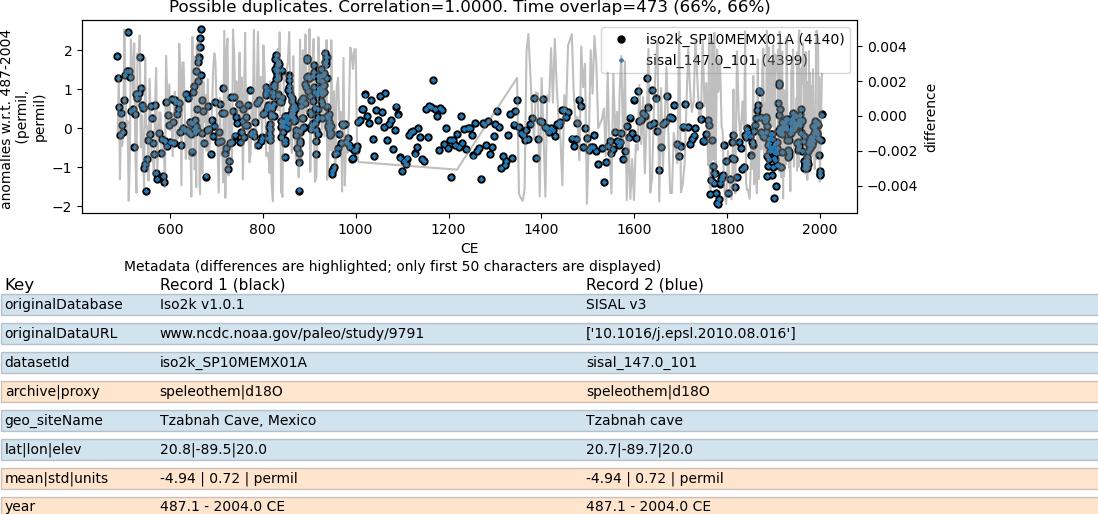 Possible duplicates. Correlation=1.0000. Time overlap=473 (66%, 66%)
anomalies w.r.t. 487-2004
(permil,
permil)
2
1
0
−1
−2
iso2k_SP10MEMX01A (4140)
sisal_147.0_101 (4399)
0.004
0.002
0.000
−0.002
−0.004
difference
600 800 1000 1200 1400 1600 1800 2000
CE
Metadata (differences are highlighted; only first 50 characters are displayed)
Key Record 1 (black) Record 2 (blue)
originalDatabase Iso2k v1.0.1 SISAL v3
originalDataURL www.ncdc.noaa.gov/paleo/study/9791 ['10.1016/j.epsl.2010.08.016']
datasetId iso2k_SP10MEMX01A sisal_147.0_101
archive|proxy speleothem|d18O speleothem|d18O
geo_siteName Tzabnah Cave, Mexico Tzabnah cave
lat|lon|elev 20.8|-89.5|20.0 20.7|-89.7|20.0
mean|std|units -4.94 | 0.72 | permil -4.94 | 0.72 | permil
year 487.1 - 2004.0 CE 487.1 - 2004.0 CE